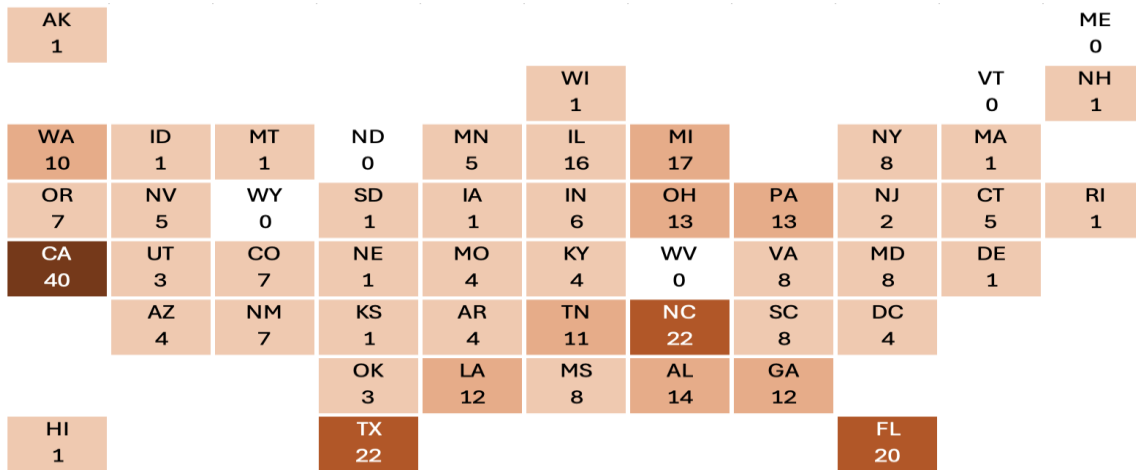 AK ME
1 0
WI VT NH
1 0 1
WA ID MT ND MN IL MI NY MA
10 1 1 0 5 16 17 8 1
OR NV WY SD IA IN OH PA NJ CT RI
7 5 0 1 1 6 13 13 2 5 1
CA UT CO NE MO KY WV VA MD DE
40 3 7 1 4 4 0 8 8 1
AZ NM KS AR TN NC SC DC
4 7 1 4 11 22 8 4
OK LA MS AL GA
3 12 8 14 12
HI TX FL
1 22 20